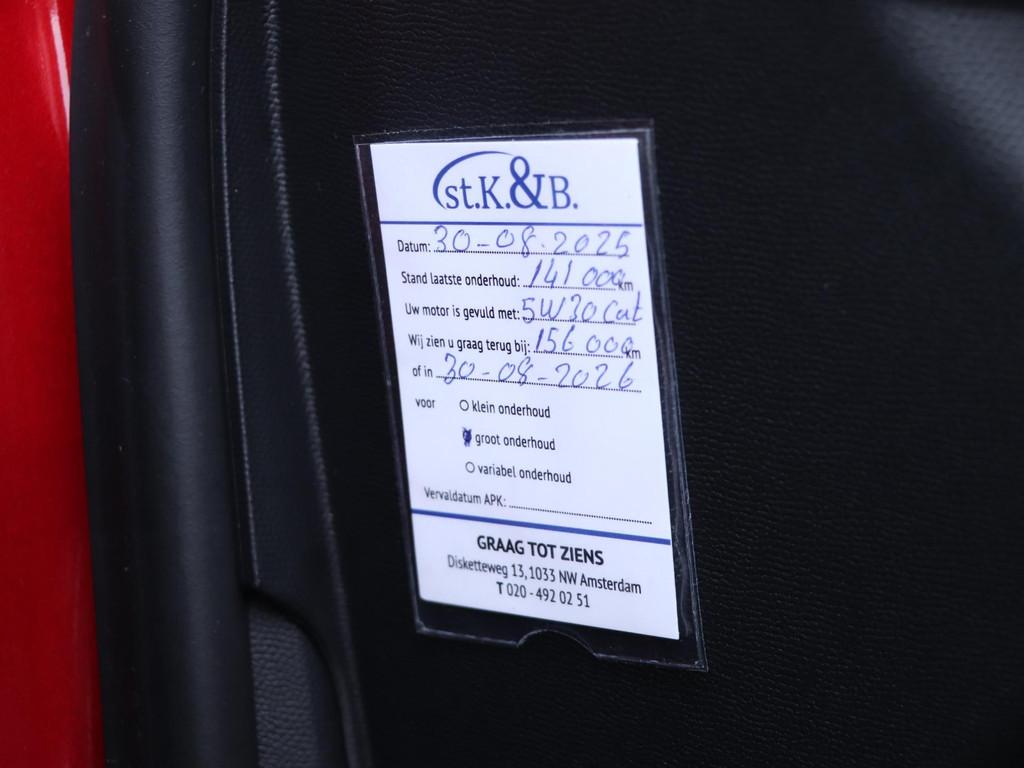 st.K.&B.
Datum: 30-08-2025
Stand laatste onderhoud: 141 000 km
Uw motor is gevuld met: 5W30 Cat
Wij zien u graag terug bij: 156 000 km
of in 30-08-2026
voor O klein onderhoud
groot onderhoud
O variabel onderhoud
Vervaldatum APK:
GRAAG TOT ZIENS
Disketteweg 13, 1033 NW Amsterdam
T 020 - 492 02 51